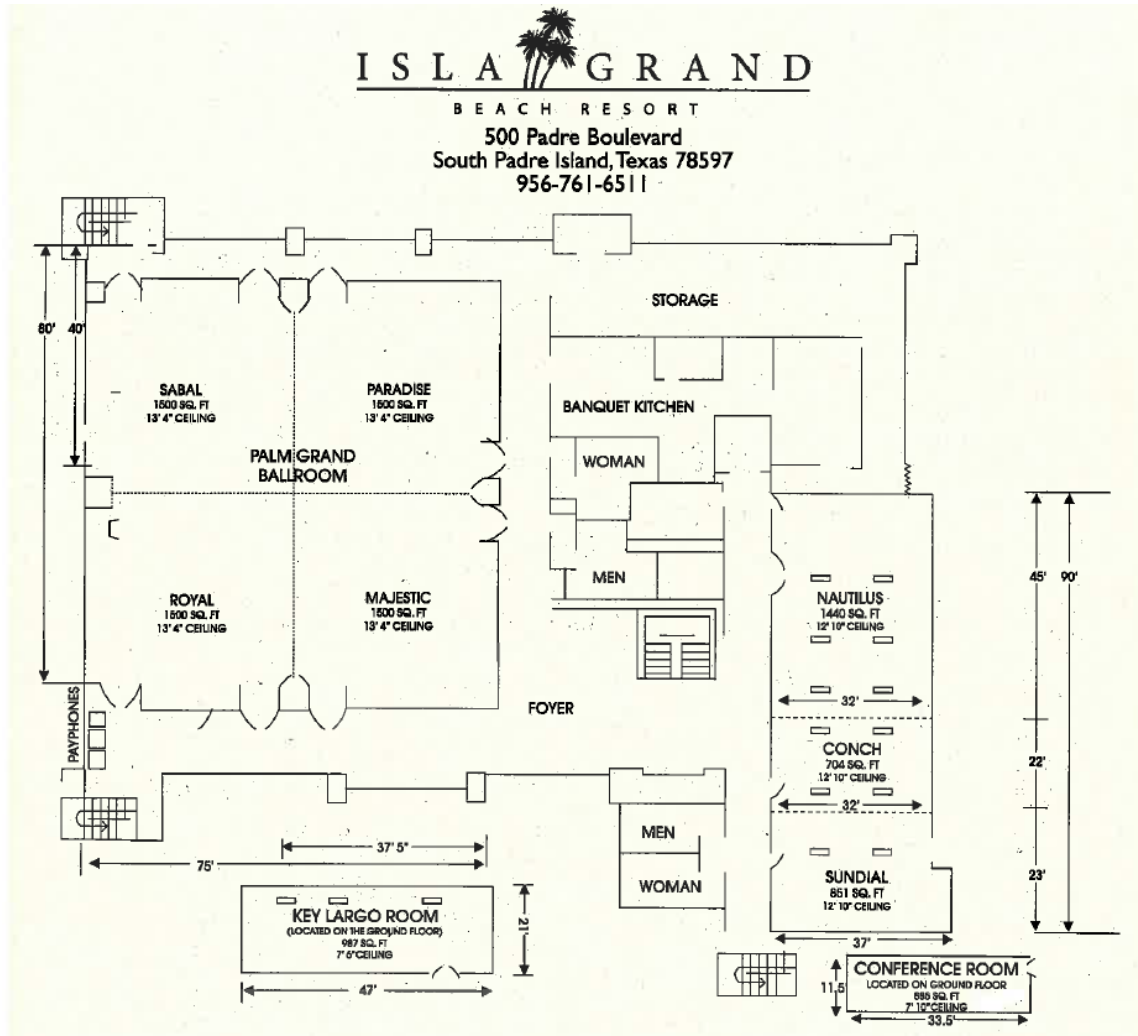 ISLA GRAND
BEACH RESORT
500 Padre Boulevard
South Padre Island, Texas 78597
956-761-6511
80'
40'
STORAGE
SABAL
1500 SQ. FT
13' 4" CEILING
PARADISE
1500 SQ. FT
13' 4" CEILING
BANQUET KITCHEN
PALM GRAND
BALLROOM
WOMAN
MEN
ROYAL
1500 SQ. FT
13' 4" CEILING
MAJESTIC
1500 SQ. FT
13' 4" CEILING
NAUTILUS
1440 SQ. FT
12' 10" CEILING
45'
90'
32'
PAYPHONES
FOYER
CONCH
704 SQ. FT
12' 10" CEILING
32'
22'
MEN
WOMAN
37' 5"
75'
SUNDIAL
851 SQ. FT
12' 10" CEILING
23'
37'
KEY LARGO ROOM
(LOCATED ON THE GROUND FLOOR)
987 SQ. FT
7' 6" CEILING
21'
47'
CONFERENCE ROOM
LOCATED ON GROUND FLOOR
SQ. FT
7' 10" CEILING
11.5'
33.5'